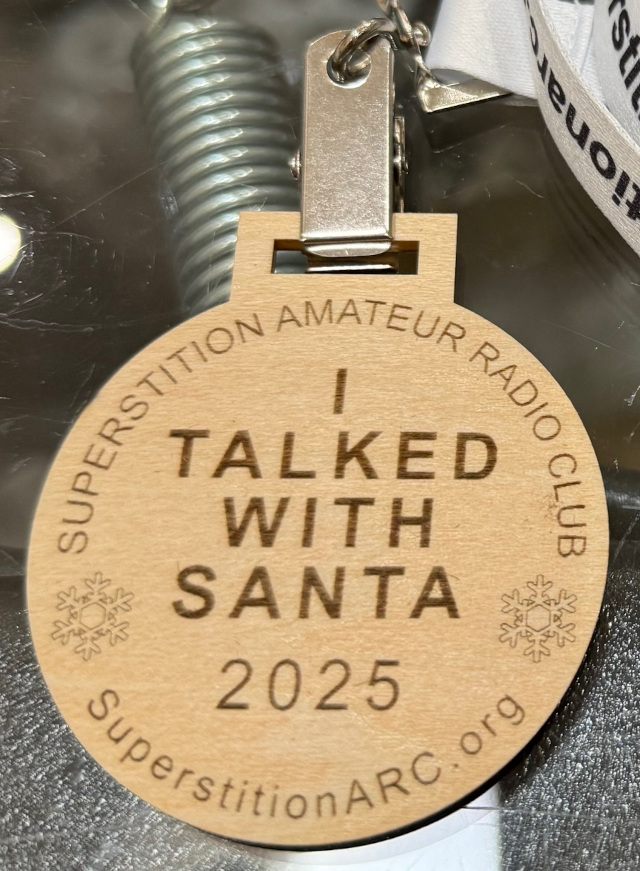 SUPERSTITION AMATEUR RADIO CLUB
I
TALKED
WITH
SANTA
2025
SuperstitionARC.org